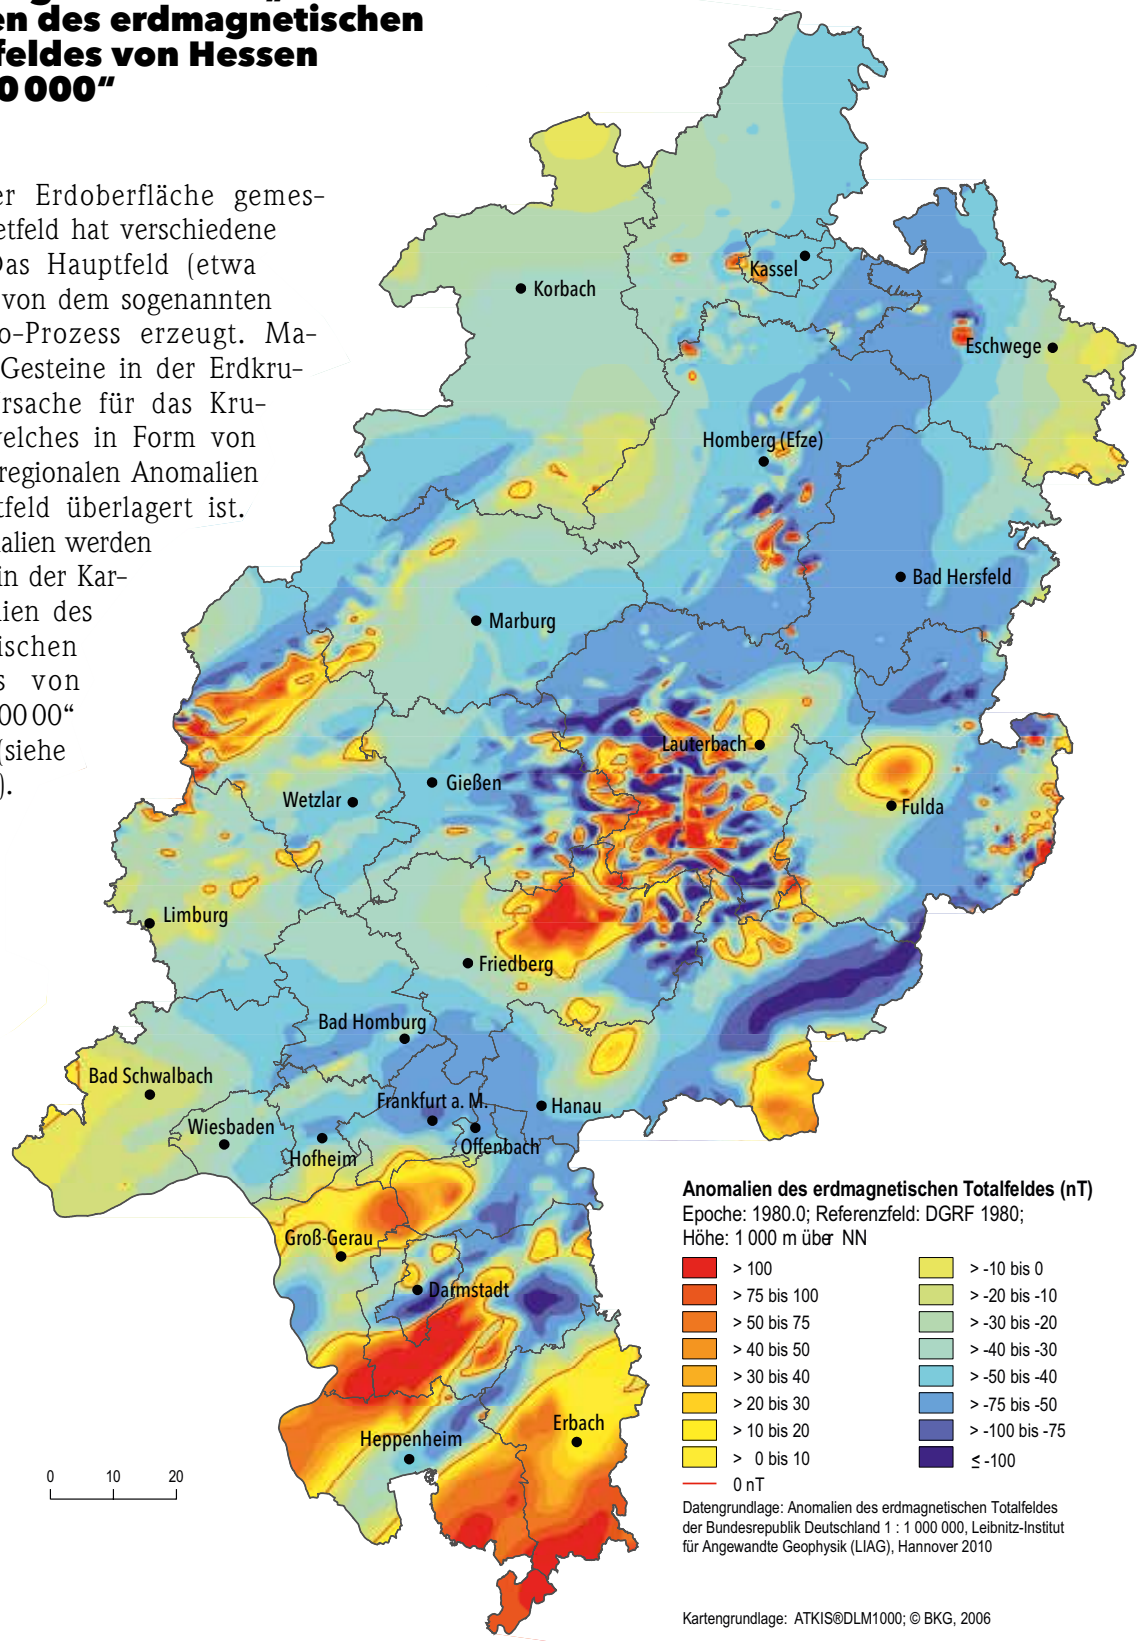 en des erdmagnetischen
feldes von Hessen
0 000“
er Erdoberfläche gemes-
etfeld hat verschiedene
Das Hauptfeld (etwa
von dem sogenannten
o-Prozess erzeugt. Ma-
Gesteine in der Erdkru-
rsache für das Kru-
welches in Form von
regionalen Anomalien
tfeld überlagert ist.
nalien werden
in der Kar-
lien des
ischen
s von
00 00“
(siehe
).
Kassel
Korbach
Eschwege
Homberg (Efze)
Bad Hersfeld
Marburg
Lauterbach
Gießen
Wetzlar
Fulda
Limburg
Friedberg
Bad Homburg
Bad Schwalbach
Frankfurt a. M.
Hanau
Wiesbaden
Offenbach
Hofheim
Groß-Gerau
Darmstadt
Erbach
Heppenheim
0 10 20
Anomalien des erdmagnetischen Totalfeldes (nT)
Epoche: 1980.0; Referenzfeld: DGRF 1980;
Höhe: 1 000 m über NN
> 100
> 75 bis 100
> 50 bis 75
> 40 bis 50
> 30 bis 40
> 20 bis 30
> 10 bis 20
> 0 bis 10
0 nT
> -10 bis 0
> -20 bis -10
> -30 bis -20
> -40 bis -30
> -50 bis -40
> -75 bis -50
> -100 bis -75
≤ -100
Datengrundlage: Anomalien des erdmagnetischen Totalfeldes
der Bundesrepublik Deutschland 1 : 1 000 000, Leibnitz-Institut
für Angewandte Geophysik (LIAG), Hannover 2010
Kartengrundlage: ATKIS®DLM1000; © BKG, 2006